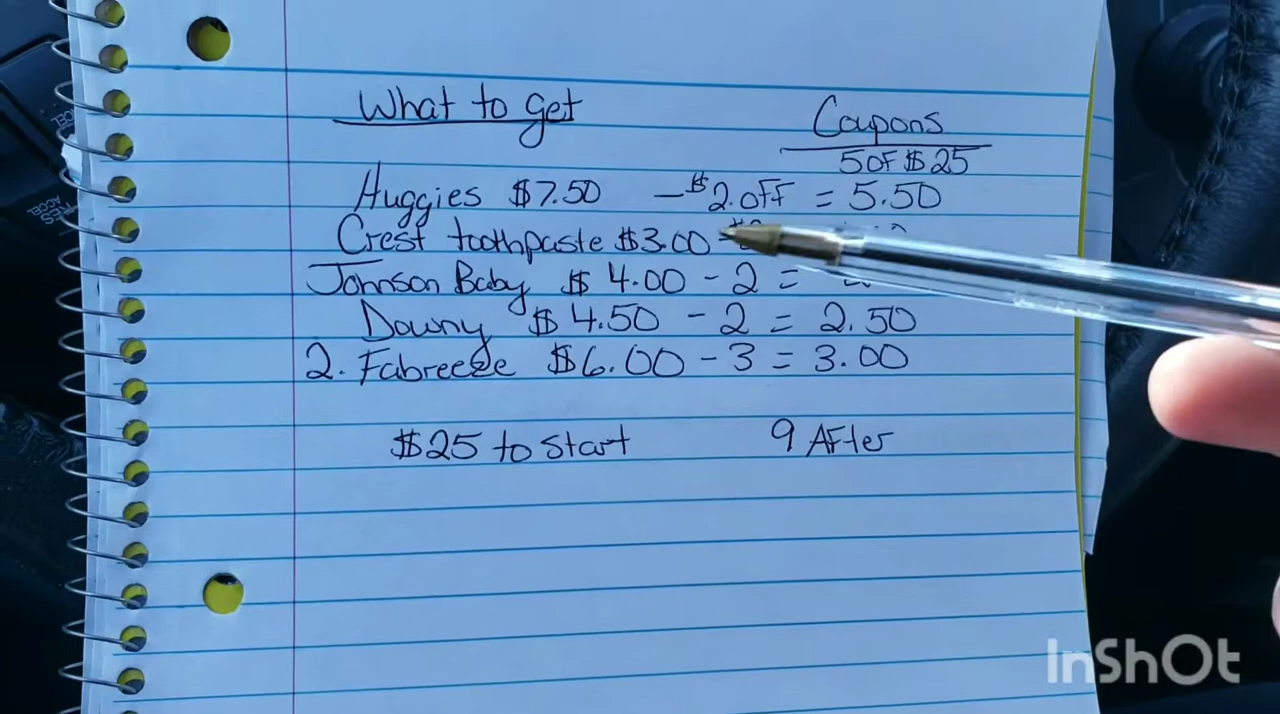 What to get
Coupons
5 OFF $25
Huggies $7.50 -$2.off = 5.50
Crest toothpaste $3.00
Johnson Baby $4.00 - 2 =
Downy $4.50 - 2 = 2.50
2. Fabreeze $6.00 - 3 = 3.00
$25 to start 9 After
InShOt